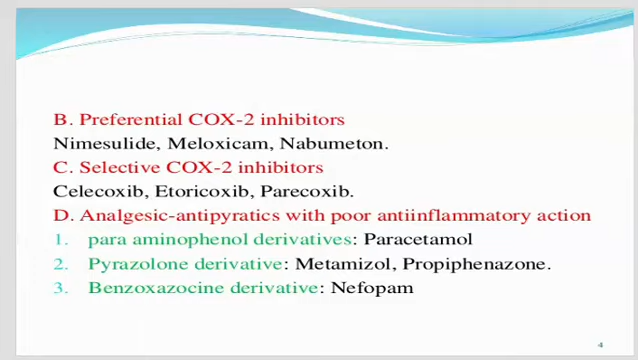 B. Preferential COX-2 inhibitors
Nimesulide, Meloxicam, Nabumeton.
C. Selective COX-2 inhibitors
Celecoxib, Etoricoxib, Parecoxib.
D. Analgesic-antipyratics with poor antiinflammatory action
1. para aminophenol derivatives: Paracetamol
2. Pyrazolone derivative: Metamizol, Propiphenazone.
3. Benzoxazocine derivative: Nefopam
4